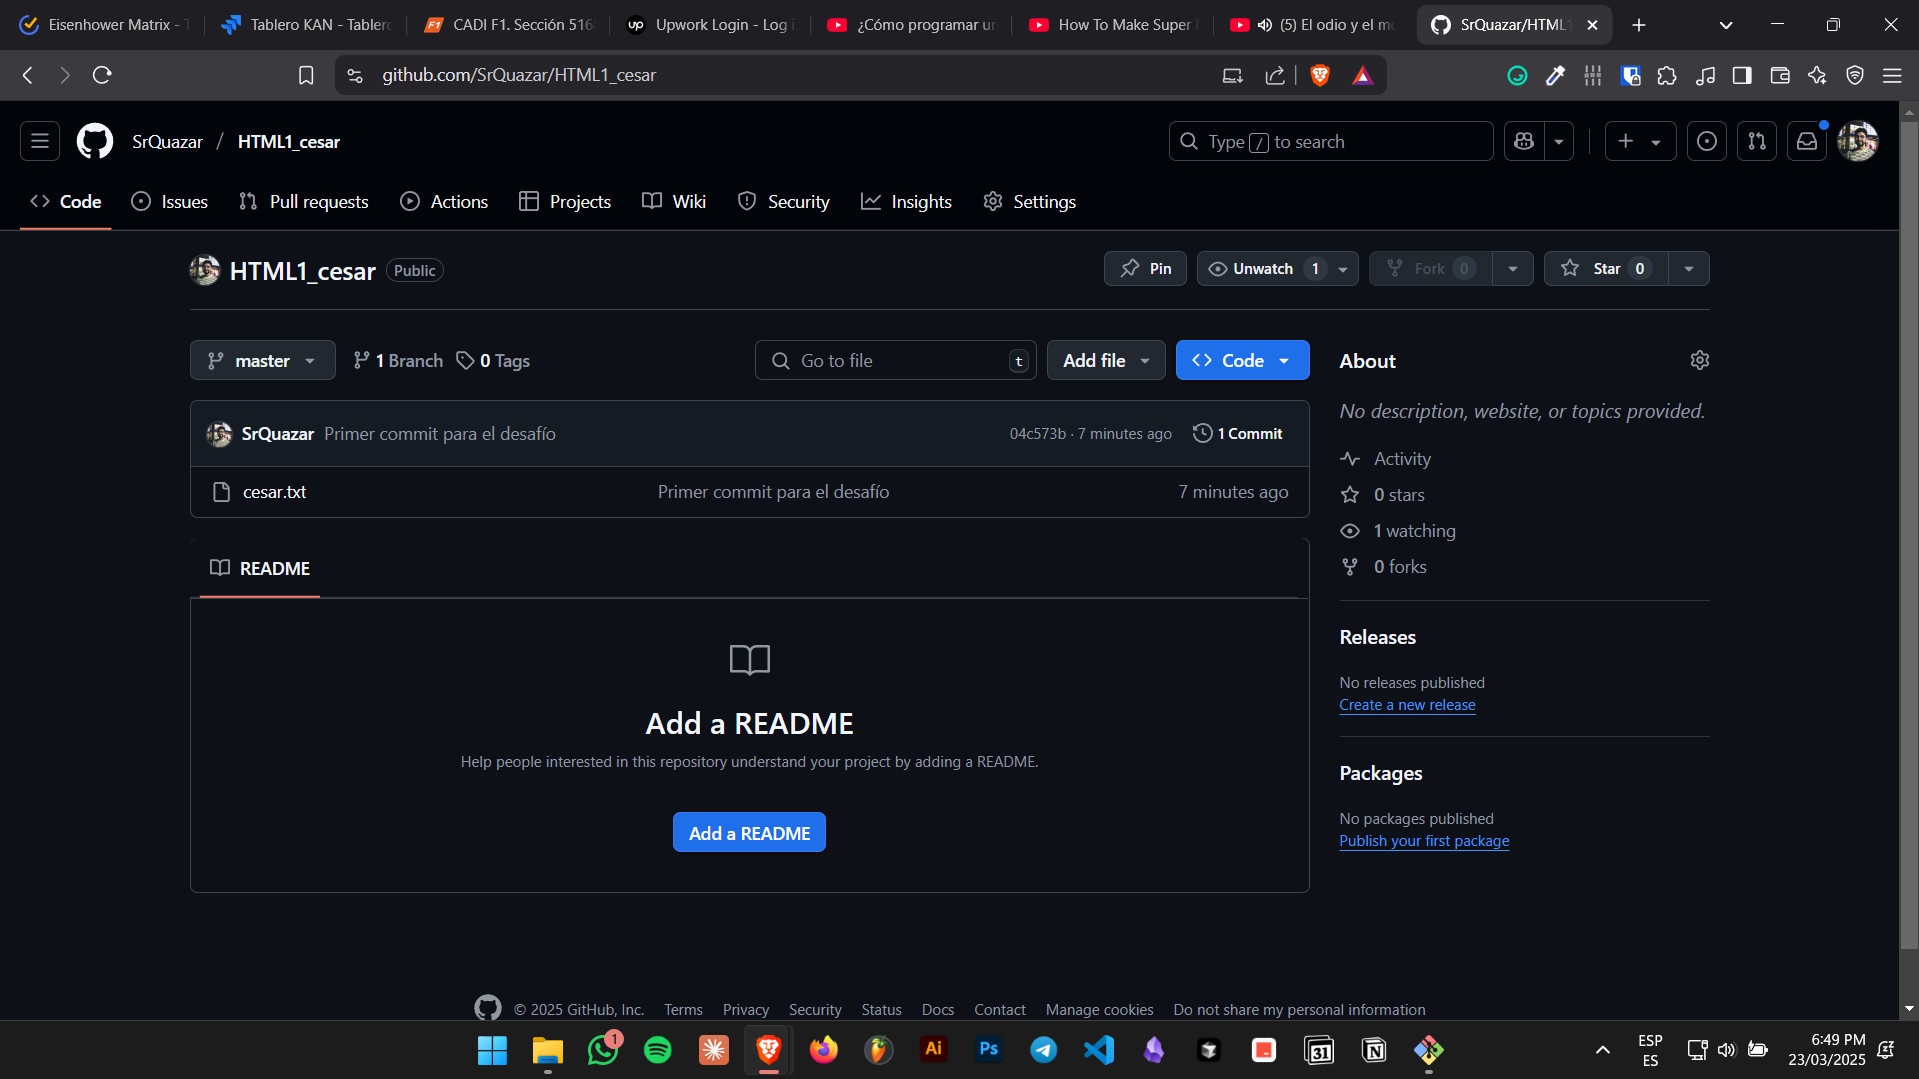 Eisenhower Matrix - T
Tablero KAN - Tablero
CADI F1. Sección 516
Upwork Login - Log i
¿Cómo programar un
How To Make Super
(5) El odio y el m
SrQuazar/HTML1
github.com/SrQuazar/HTML1_cesar
SrQuazar / HTML1_cesar
Type / to search
Code
Issues
Pull requests
Actions
Projects
Wiki
Security
Insights
Settings
HTML1_cesar
Public
Pin
Unwatch 1
Fork 0
Star 0
master
1 Branch
0 Tags
Go to file
t
Add file
Code
SrQuazar Primer commit para el desafío
04c573b · 7 minutes ago
1 Commit
cesar.txt
Primer commit para el desafío
7 minutes ago
README
Add a README
Help people interested in this repository understand your project by adding a README.
Add a README
About
No description, website, or topics provided.
Activity
0 stars
1 watching
0 forks
Releases
No releases published
Create a new release
Packages
No packages published
Publish your first package
© 2025 GitHub, Inc.
Terms
Privacy
Security
Status
Docs
Contact
Manage cookies
Do not share my personal information
1
Ai
Ps
31
ESP
ES
6:49 PM
23/03/2025